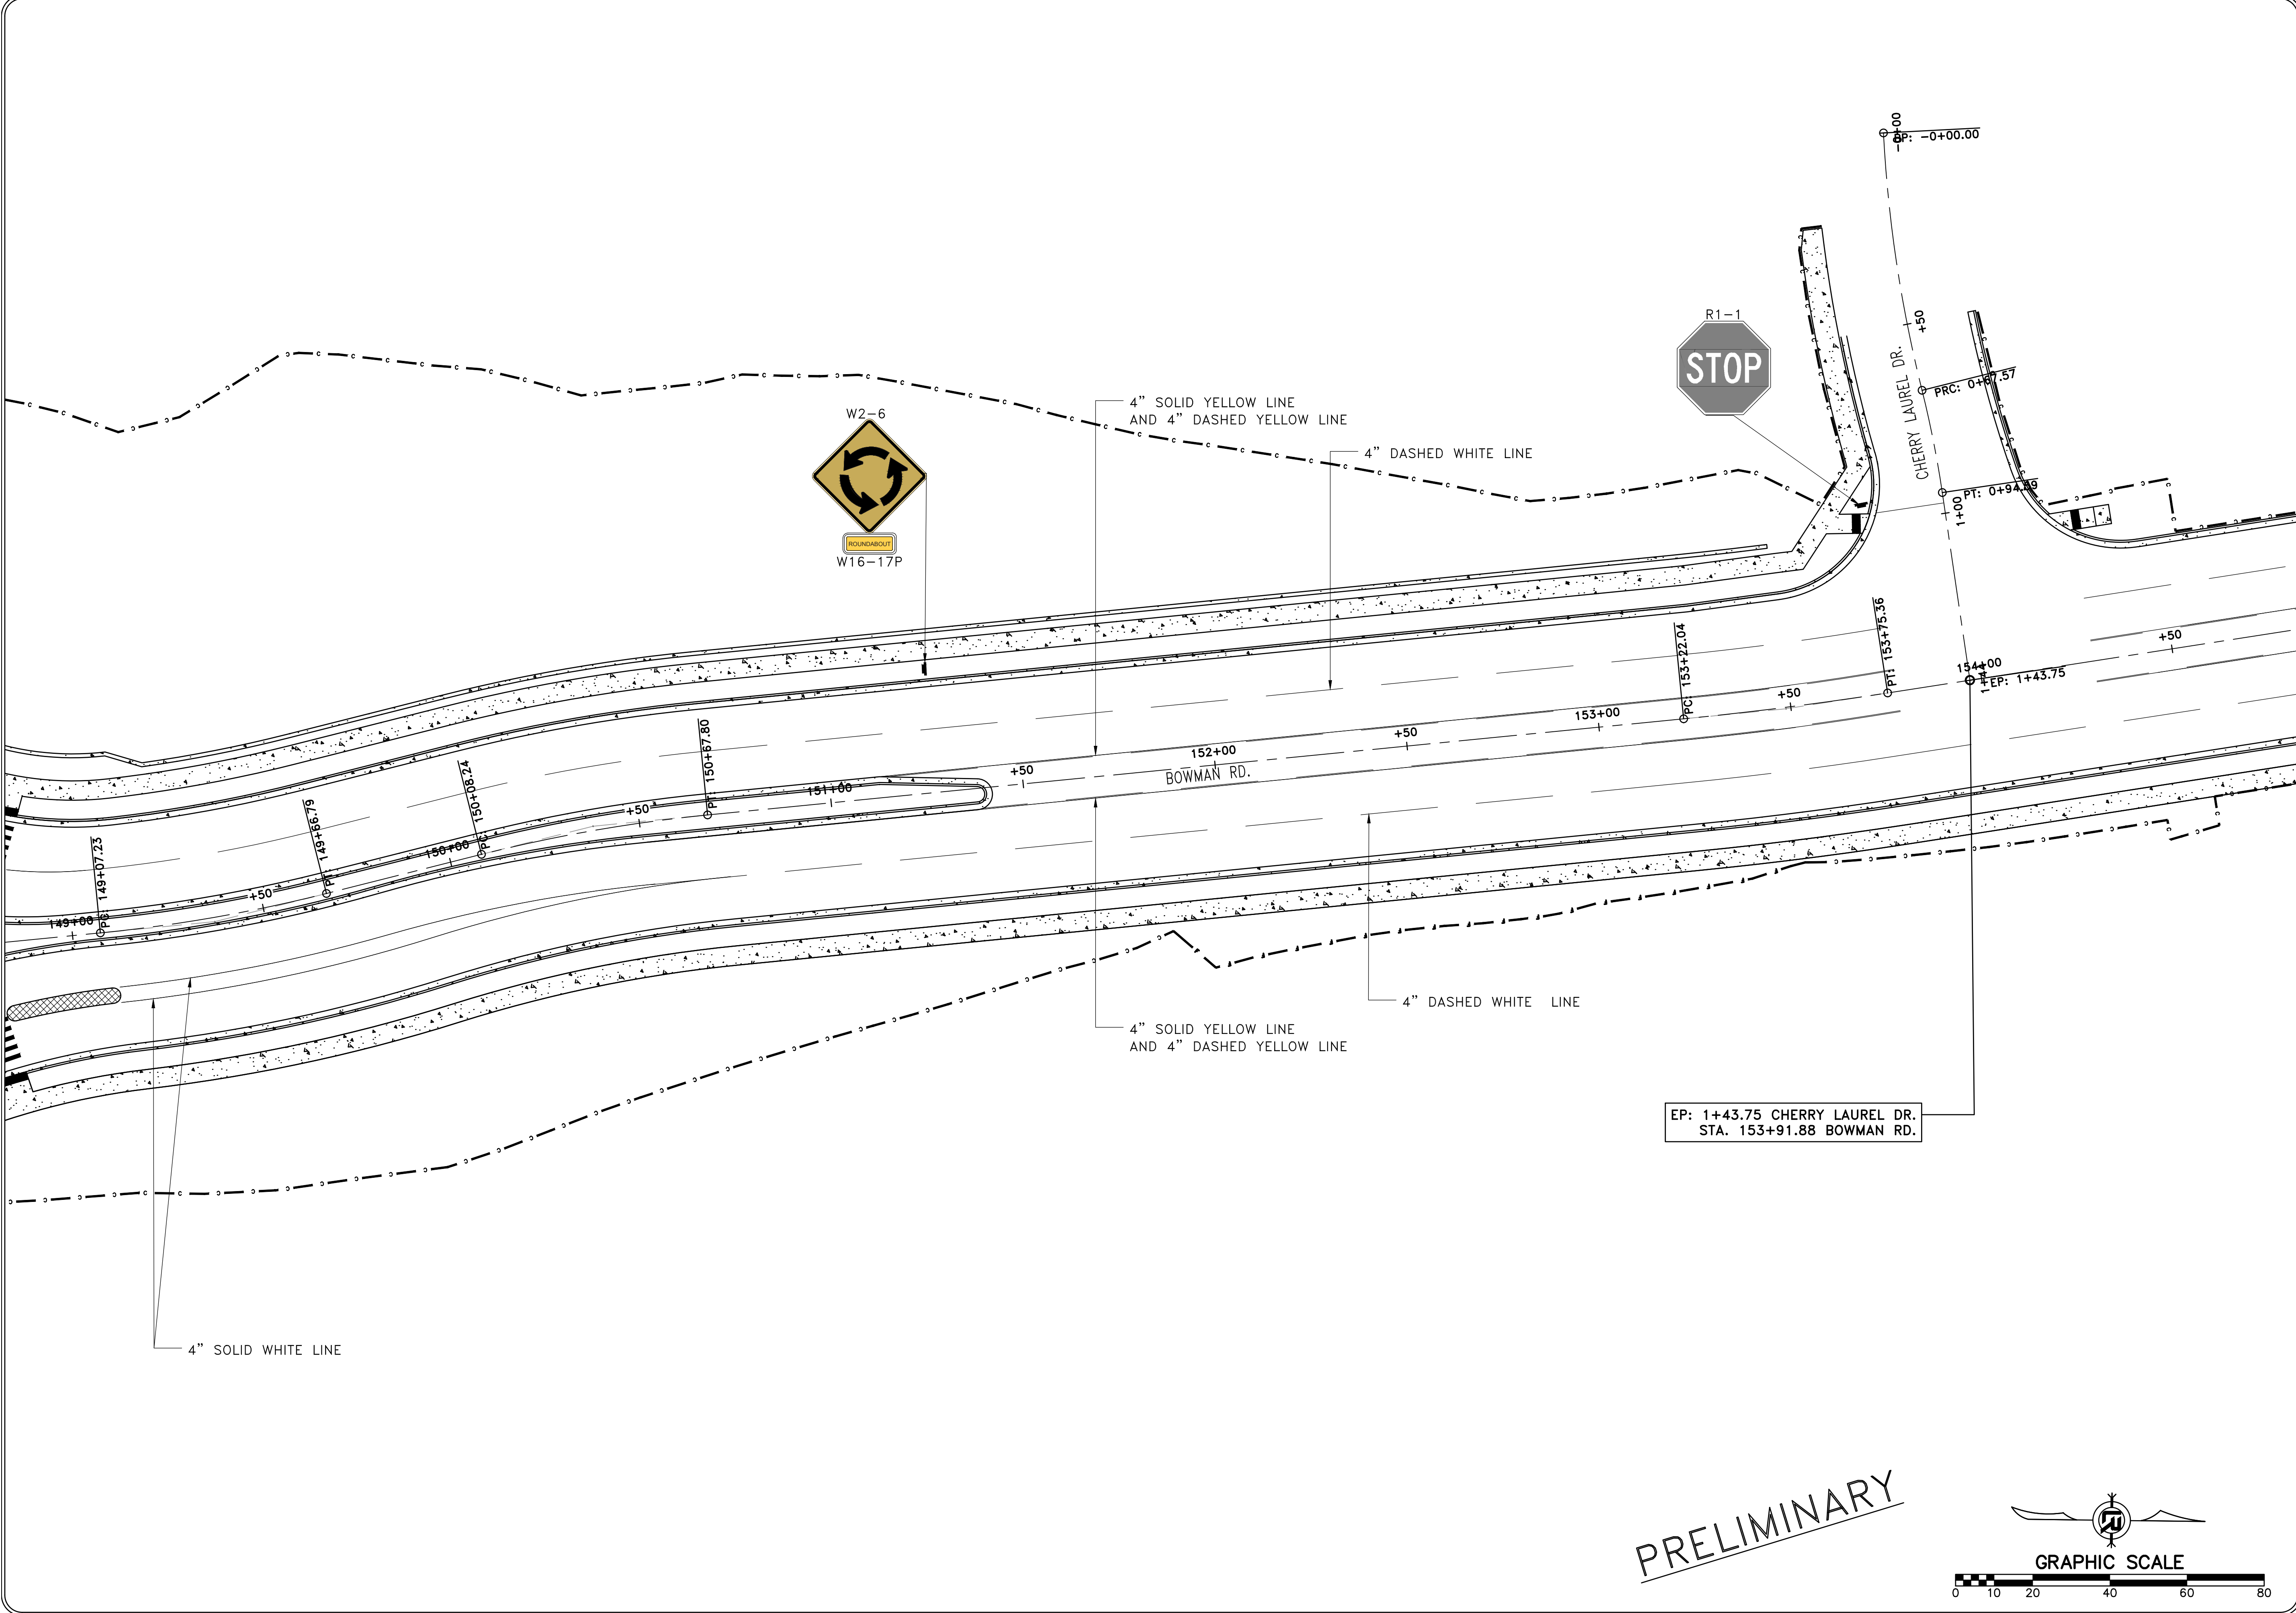 -0+00
BP: -0+00.00
R1-1
STOP
+50
CHERRY LAUREL DR.
PRC: 0+67.57
W2-6
ROUNDABOUT
W16-17P
4” SOLID YELLOW LINE
AND 4” DASHED YELLOW LINE
4” DASHED WHITE LINE
PT: 0+94.89
1+00
PC: 149+07.23
149+00
+50
PT: 149+66.79
150+00
PC: 150+08.24
+50
PT: 150+67.80
151+00
+50
152+00
BOWMAN RD.
+50
153+00
PC: 153+22.04
+50
PT: 153+75.36
154+00
1+44
EP: 1+43.75
+50
4” DASHED WHITE LINE
4” SOLID YELLOW LINE
AND 4” DASHED YELLOW LINE
EP: 1+43.75 CHERRY LAUREL DR.
STA. 153+91.88 BOWMAN RD.
4” SOLID WHITE LINE
PRELIMINARY
GRAPHIC SCALE
0 10 20 40 60 80